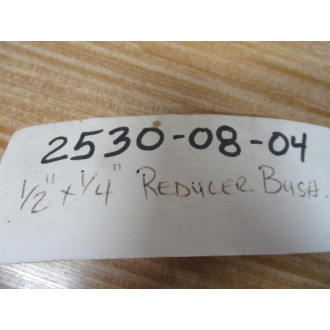 2530-08-04
1/2" x 1/4" REDUCER BUSH.